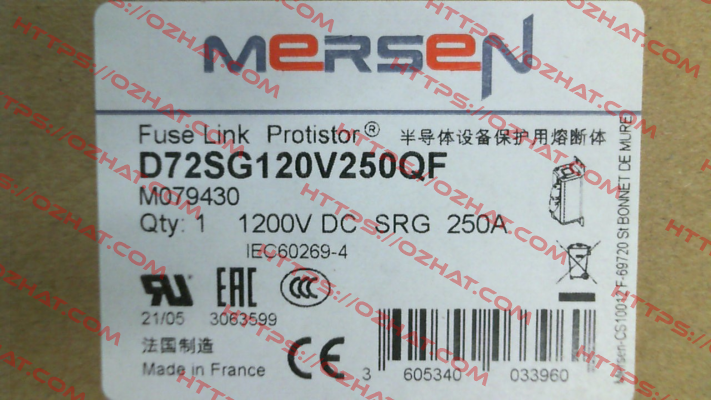 MERSEN
Fuse Link Protistor® 半导体设备保护用熔断体
D72SG120V250QF
M079430
Qty: 1 1200V DC SRG 250A
IEC60269-4
21/05 3063599
法国制造
Made in France
CE
3 605340 033960
Mersen-CS10017 F-69720 St BONNET DE MURE
HTTPS://OZHAT.COM